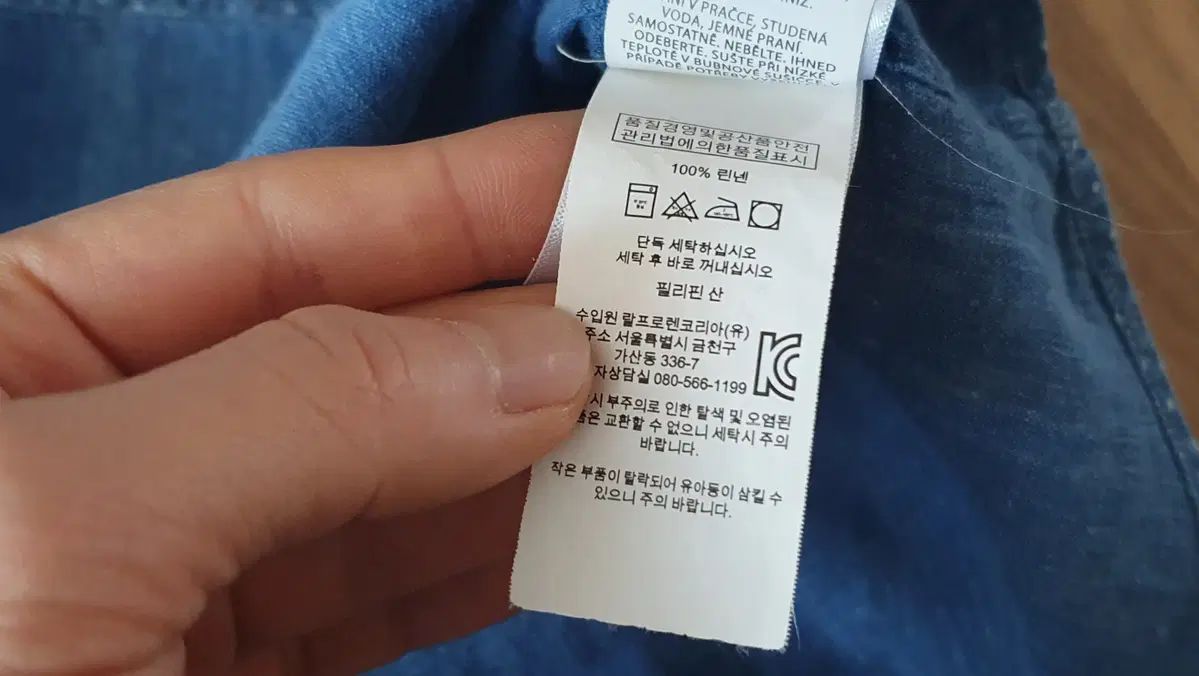 V PRAČCE, STUDENÁ
VODA, JEMNÉ PRANÍ.
SAMOSTATNĚ. NEBĚLTE. IHNED
ODEBERTE. SUŠTE PŘI NÍZKÉ
TEPLOTĚ V BUBNOVÉ SUŠIČCE. V
PŘÍPADĚ POTŘEBY
품질경영및공산품안전
관리법에의한품질표시
100% 린넨
단독 세탁하십시오
세탁 후 바로 꺼내십시오
필리핀 산
수입원 랄프로렌코리아(유)
주소 서울특별시 금천구
가산동 336-7
자상담실 080-566-1199
시 부주의로 인한 탈색 및 오염된
교환할 수 없으니 세탁시 주의
바랍니다.
작은 부품이 탈락되어 유아동이 삼킬 수
있으니 주의 바랍니다.